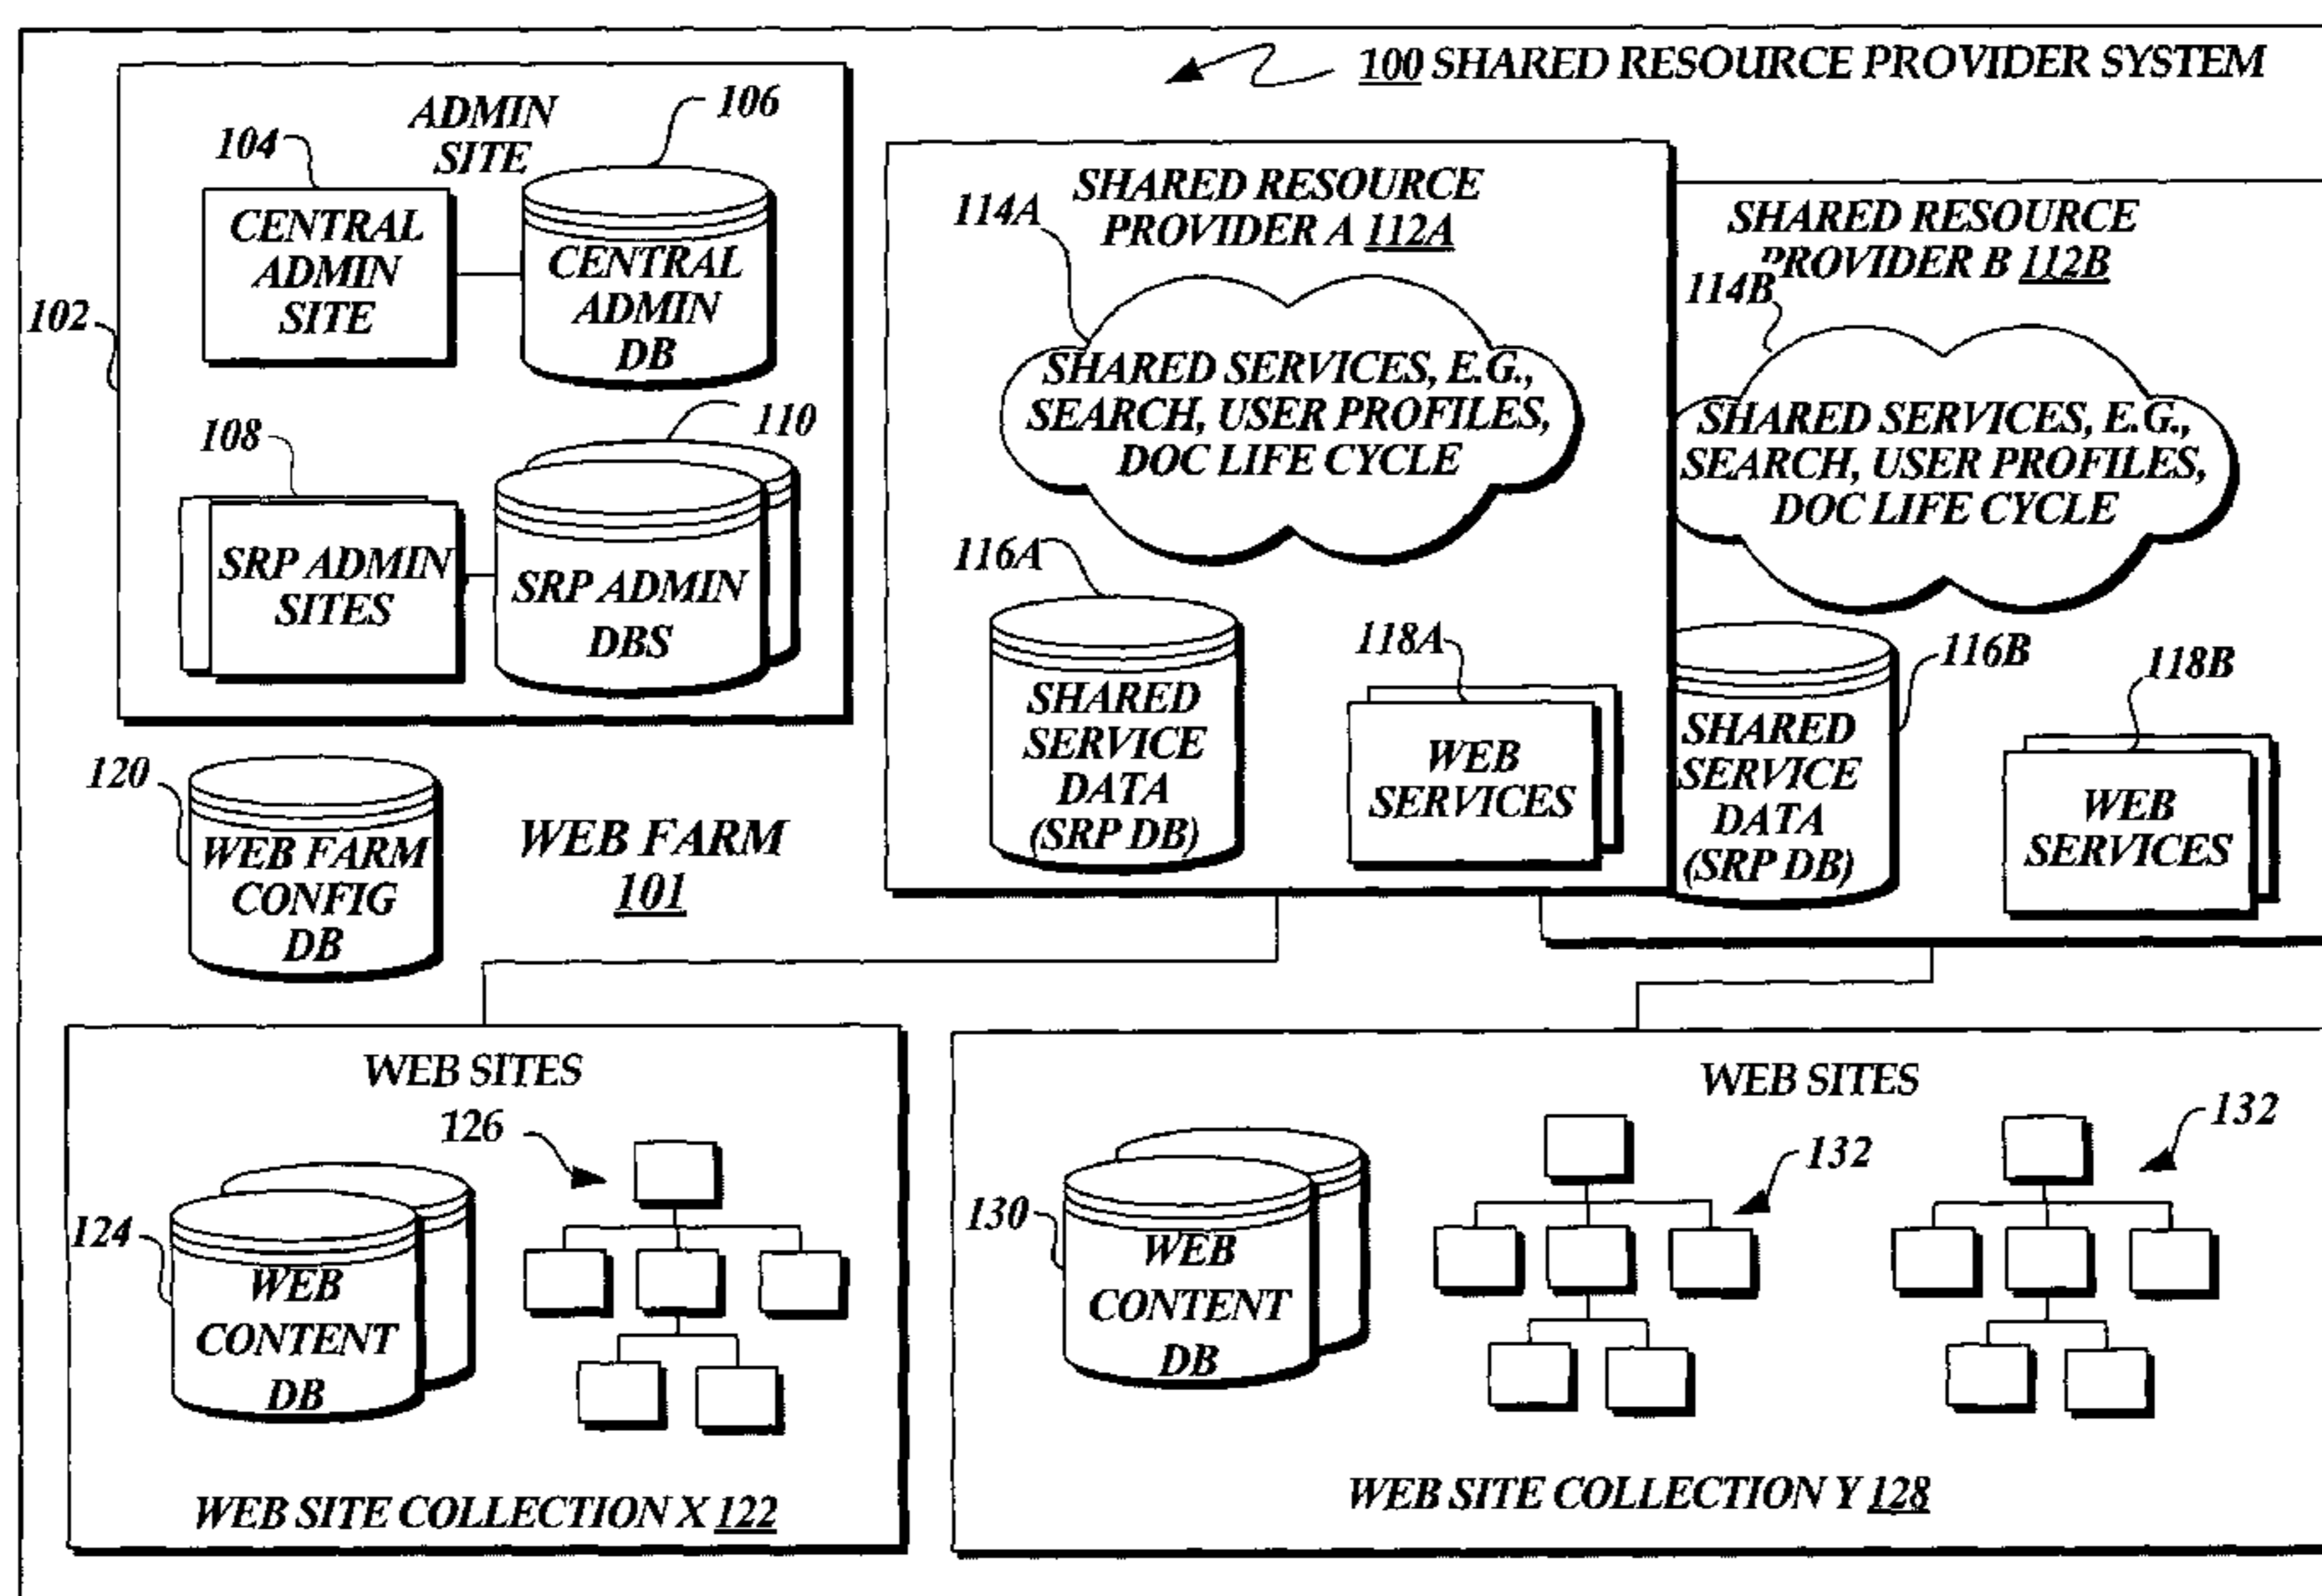 100 SHARED RESOURCE PROVIDER SYSTEM
102
ADMIN
SITE
104
CENTRAL
ADMIN
SITE
106
CENTRAL
ADMIN
DB
108
SRP ADMIN
SITES
110
SRP ADMIN
DBS
SHARED RESOURCE
PROVIDER A 112A
114A
SHARED SERVICES, E.G.,
SEARCH, USER PROFILES,
DOC LIFE CYCLE
116A
SHARED
SERVICE
DATA
(SRP DB)
118A
WEB
SERVICES
SHARED RESOURCE
PROVIDER B 112B
114B
SHARED SERVICES, E.G.,
SEARCH, USER PROFILES,
DOC LIFE CYCLE
116B
SHARED
SERVICE
DATA
(SRP DB)
118B
WEB
SERVICES
120
WEB FARM
CONFIG
DB
WEB FARM
101
WEB SITES
126
124
WEB
CONTENT
DB
WEB SITE COLLECTION X 122
WEB SITES
132
132
130
WEB
CONTENT
DB
WEB SITE COLLECTION Y 128